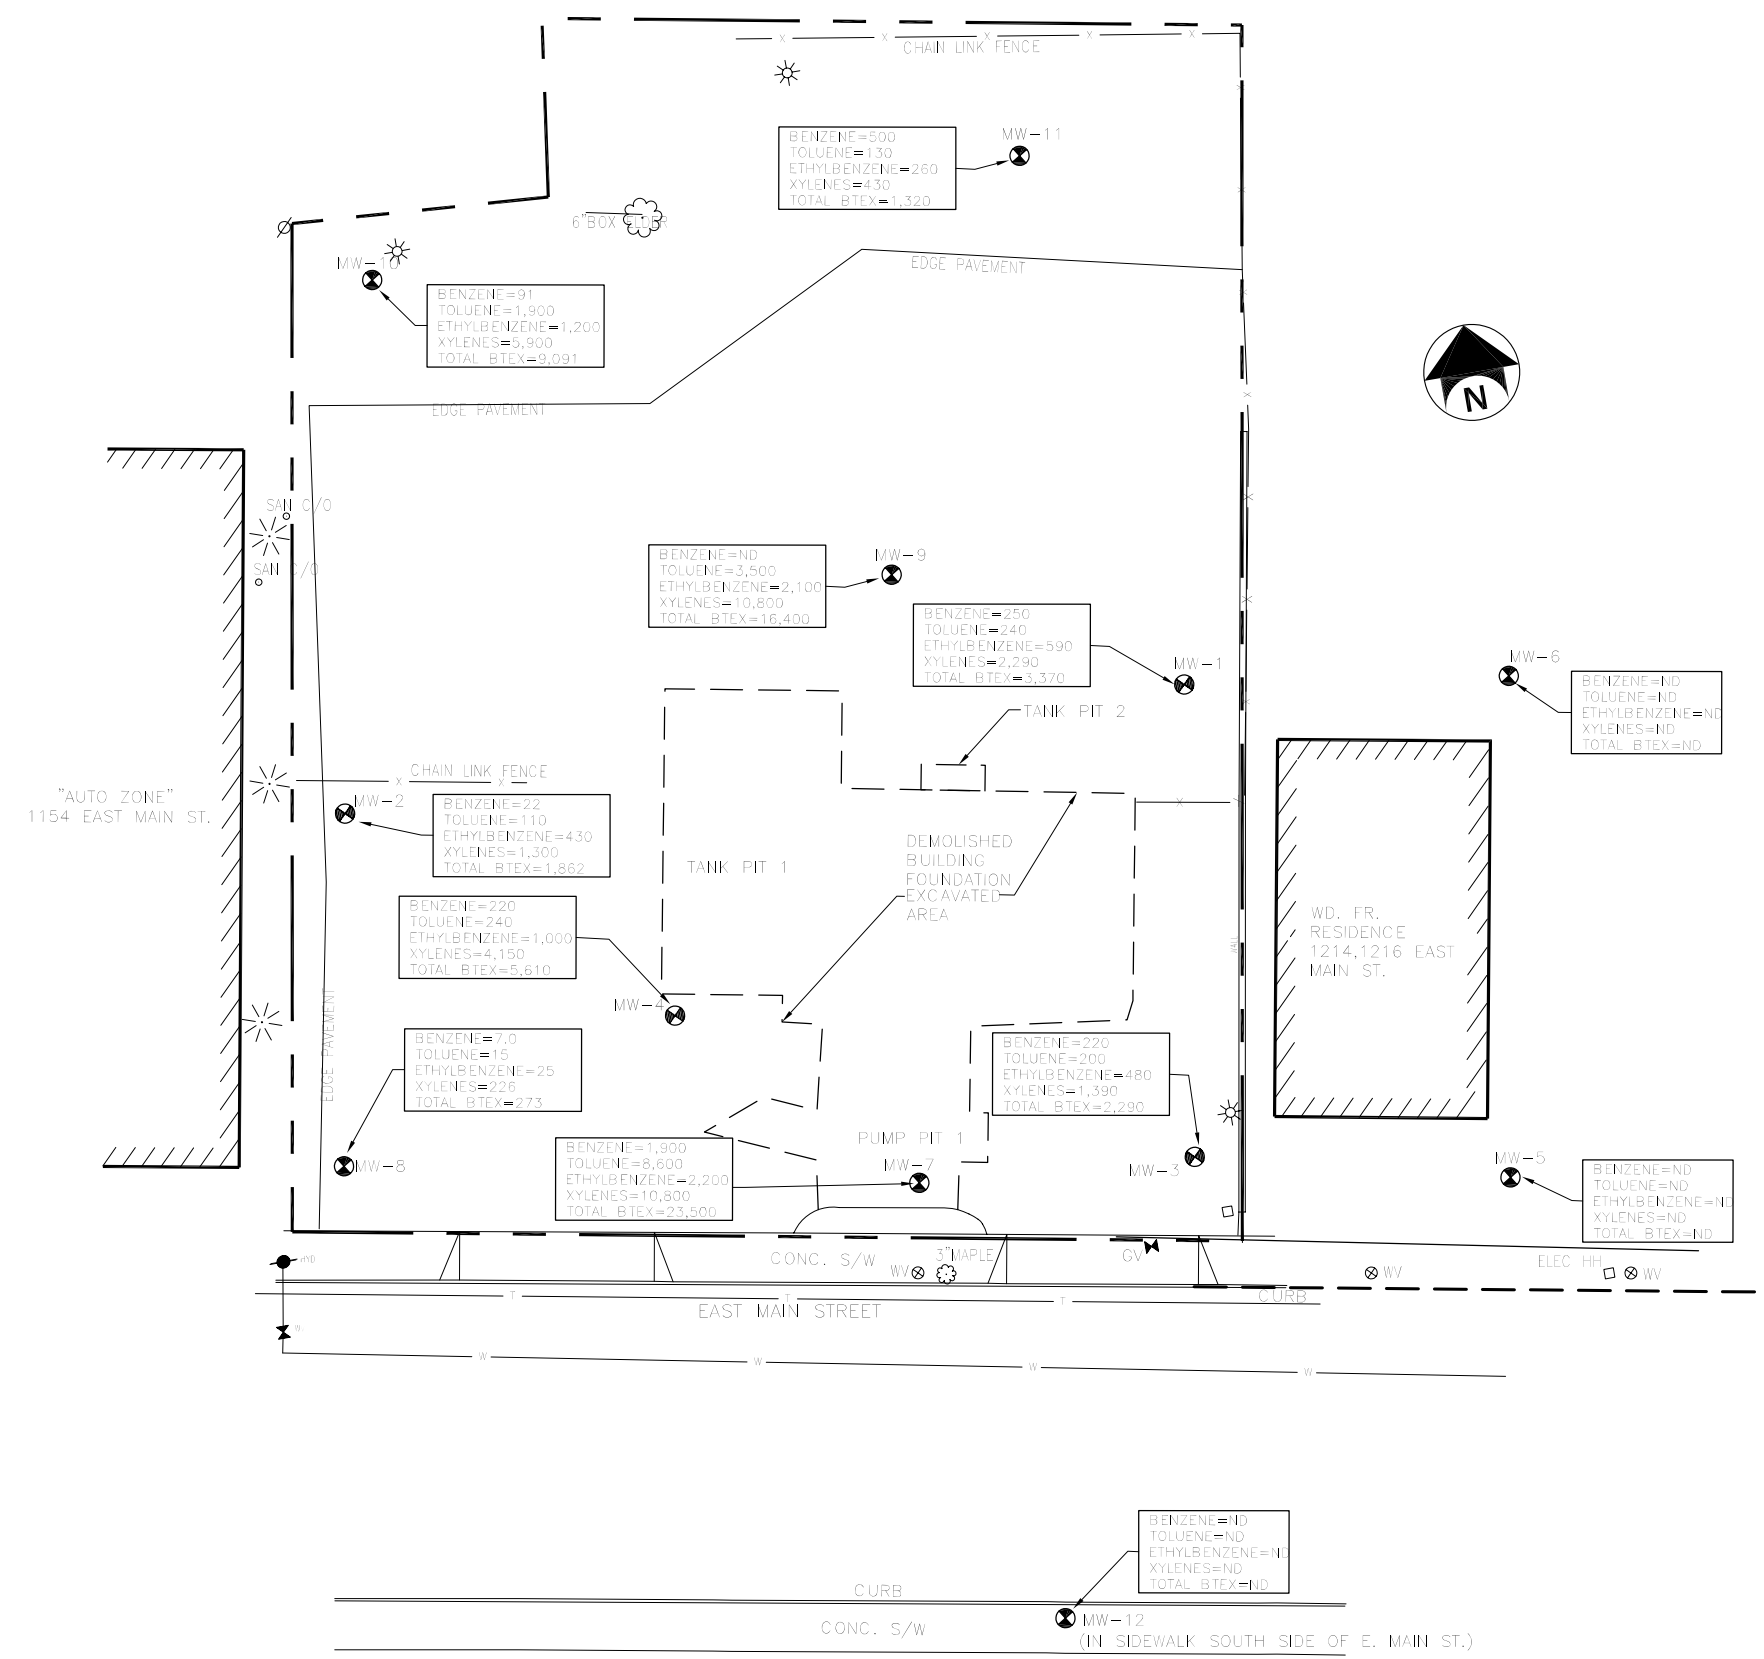 CHAIN LINK FENCE
MW-11
BENZENE=500
TOLUENE=130
ETHYLBENZENE=260
XYLENES=430
TOTAL BTEX=1,320
6"BOX ELDER
EDGE PAVEMENT
MW-10
BENZENE=91
TOLUENE=1,900
ETHYLBENZENE=1,200
XYLENES=5,900
TOTAL BTEX=9,091
N
EDGE PAVEMENT
SAN C/O
SAN C/O
MW-9
BENZENE=ND
TOLUENE=3,500
ETHYLBENZENE=2,100
XYLENES=10,800
TOTAL BTEX=16,400
BENZENE=250
TOLUENE=240
ETHYLBENZENE=590
XYLENES=2,290
TOTAL BTEX=3,370
MW-1
MW-6
BENZENE=ND
TOLUENE=ND
ETHYLBENZENE=ND
XYLENES=ND
TOTAL BTEX=ND
TANK PIT 2
CHAIN LINK FENCE
"AUTO ZONE"
1154 EAST MAIN ST.
MW-2
BENZENE=22
TOLUENE=110
ETHYLBENZENE=430
XYLENES=1,300
TOTAL BTEX=1,862
TANK PIT 1
DEMOLISHED
BUILDING
FOUNDATION
EXCAVATED
AREA
BENZENE=220
TOLUENE=240
ETHYLBENZENE=1,000
XYLENES=4,150
TOTAL BTEX=5,610
WALL
WD. FR.
RESIDENCE
1214,1216 EAST
MAIN ST.
MW-4
EDGE PAVEMENT
BENZENE=7.0
TOLUENE=15
ETHYLBENZENE=25
XYLENES=226
TOTAL BTEX=273
BENZENE=220
TOLUENE=200
ETHYLBENZENE=480
XYLENES=1,390
TOTAL BTEX=2,290
MW-8
BENZENE=1,900
TOLUENE=8,600
ETHYLBENZENE=2,200
XYLENES=10,800
TOTAL BTEX=23,500
PUMP PIT 1
MW-7
MW-3
MW-5
BENZENE=ND
TOLUENE=ND
ETHYLBENZENE=ND
XYLENES=ND
TOTAL BTEX=ND
HYD
CONC. S/W
3"MAPLE
GV
WV
WV
ELEC HH
WV
CURB
EAST MAIN STREET
T T T
W W W W
BENZENE=ND
TOLUENE=ND
ETHYLBENZENE=ND
XYLENES=ND
TOTAL BTEX=ND
CURB
CONC. S/W
MW-12
(IN SIDEWALK SOUTH SIDE OF E. MAIN ST.)